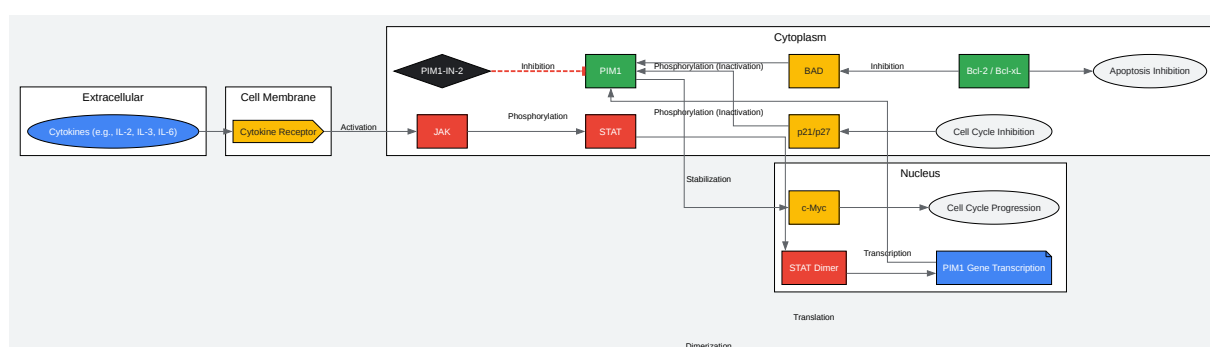 Cytoplasm
PIM1-IN-2
Inhibition
PIM1
Phosphorylation (Inactivation)
BAD
Inhibition
Bcl-2 / Bcl-xL
Apoptosis Inhibition
Extracellular
Cell Membrane
Cytokines (e.g., IL-2, IL-3, IL-6)
Cytokine Receptor
Activation
JAK
Phosphorylation
STAT
Phosphorylation (Inactivation)
p21/p27
Cell Cycle Inhibition
Nucleus
Stabilization
c-Myc
Cell Cycle Progression
STAT Dimer
Transcription
PIM1 Gene Transcription
Translation
Dimerization